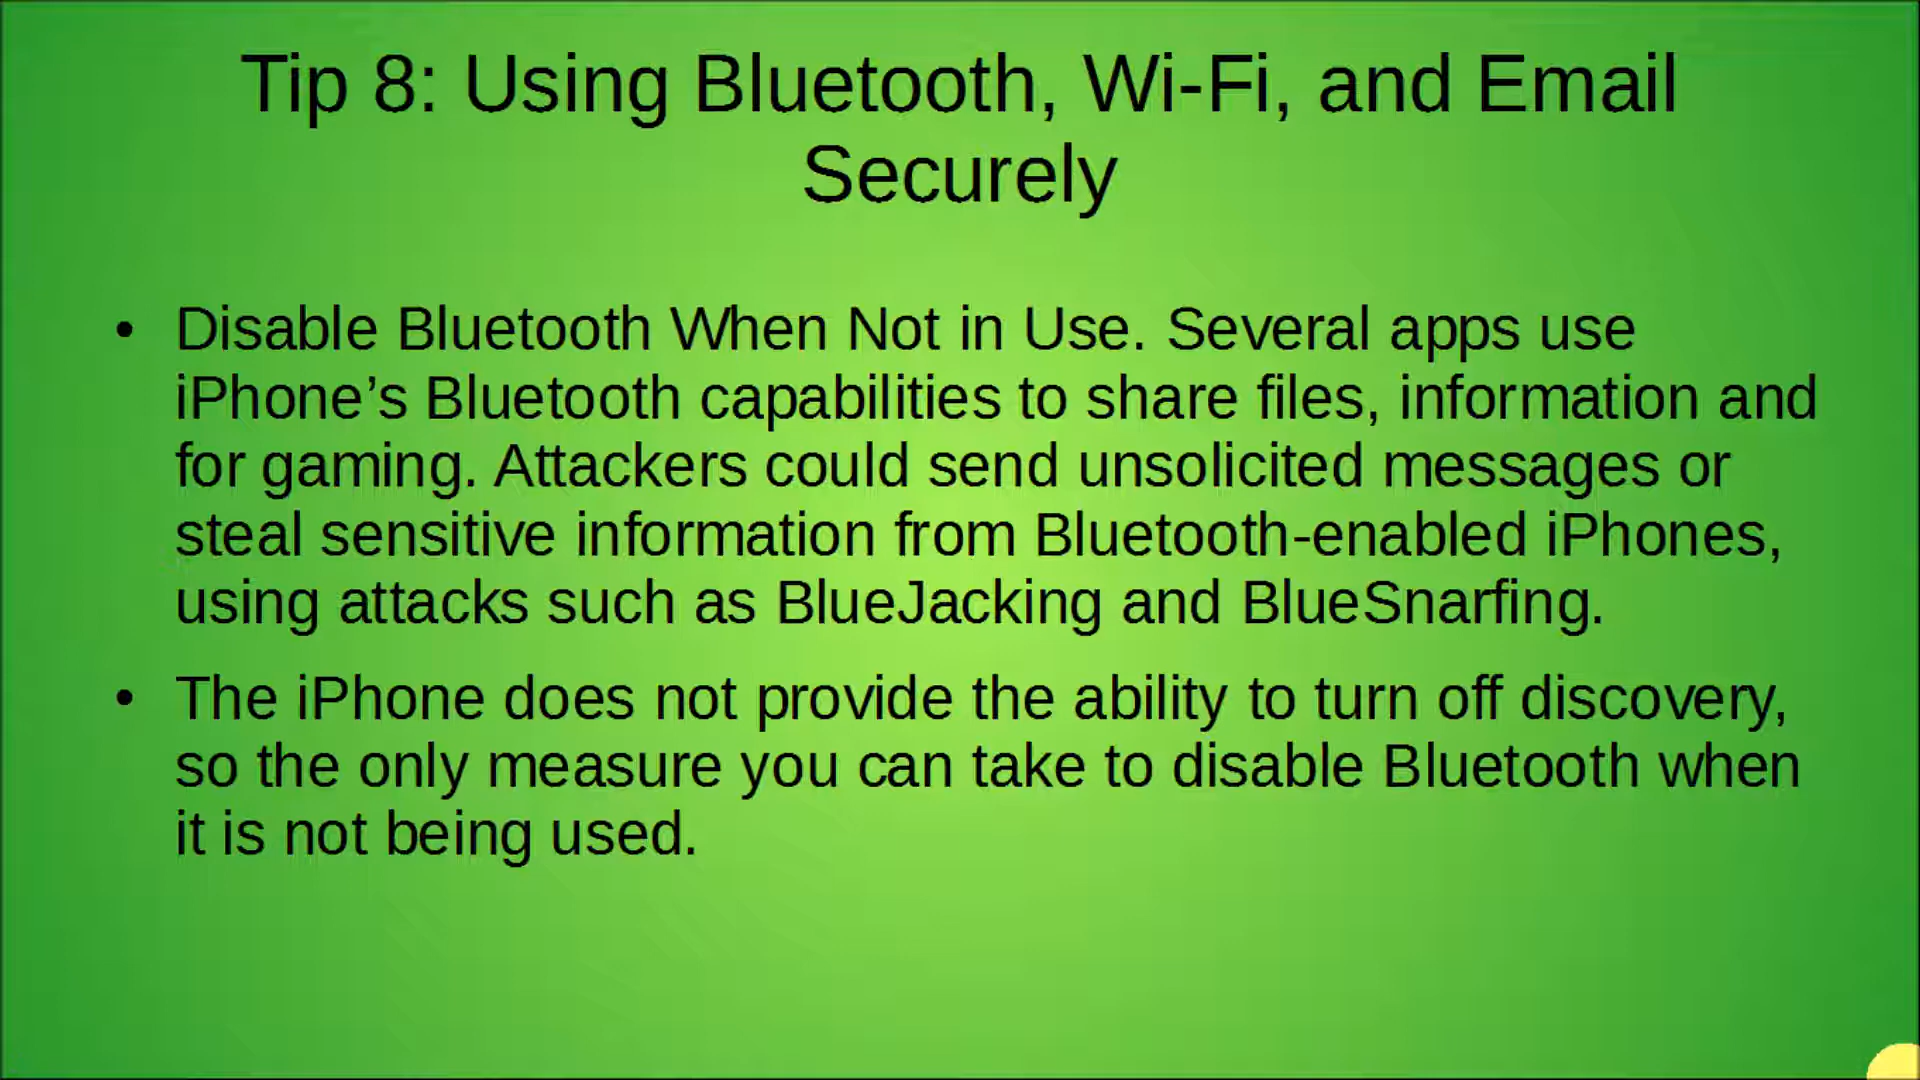 Tip 8: Using Bluetooth, Wi-Fi, and Email
Securely
• Disable Bluetooth When Not in Use. Several apps use
iPhone’s Bluetooth capabilities to share files, information and
for gaming. Attackers could send unsolicited messages or
steal sensitive information from Bluetooth-enabled iPhones,
using attacks such as BlueJacking and BlueSnarfing.
• The iPhone does not provide the ability to turn off discovery,
so the only measure you can take to disable Bluetooth when
it is not being used.